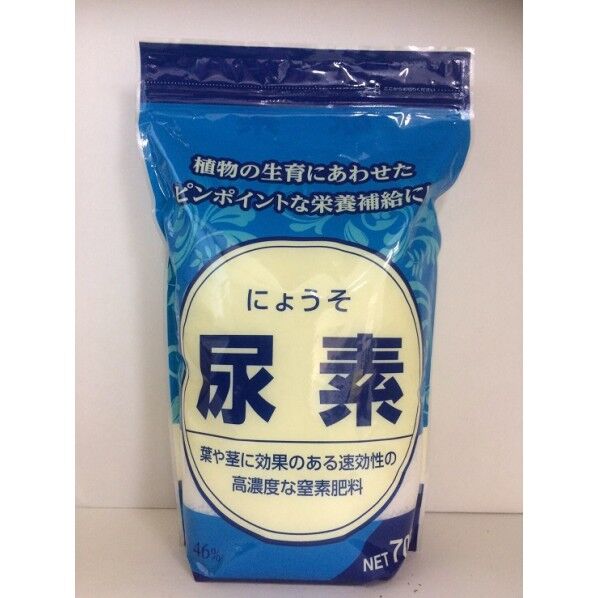 植物の生育にあわせた
ピンポイントな栄養補給に!
にょうそ
尿素
葉や茎に効果のある速効性の
高濃度な窒素肥料
46%
NET 70